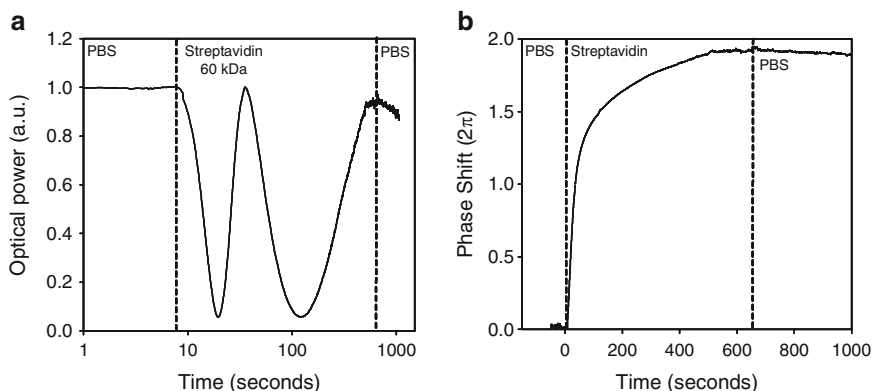 a
1.2
1.0
0.8
0.6
0.4
0.2
0.0
Optical power (a.u.)
PBS
Streptavidin
60 kDa
PBS
1
10
100
1000
Time (seconds)
b
2.0
1.5
1.0
0.5
0.0
Phase Shift (2π)
PBS
Streptavidin
PBS
0
200
400
600
800
1000
Time (seconds)